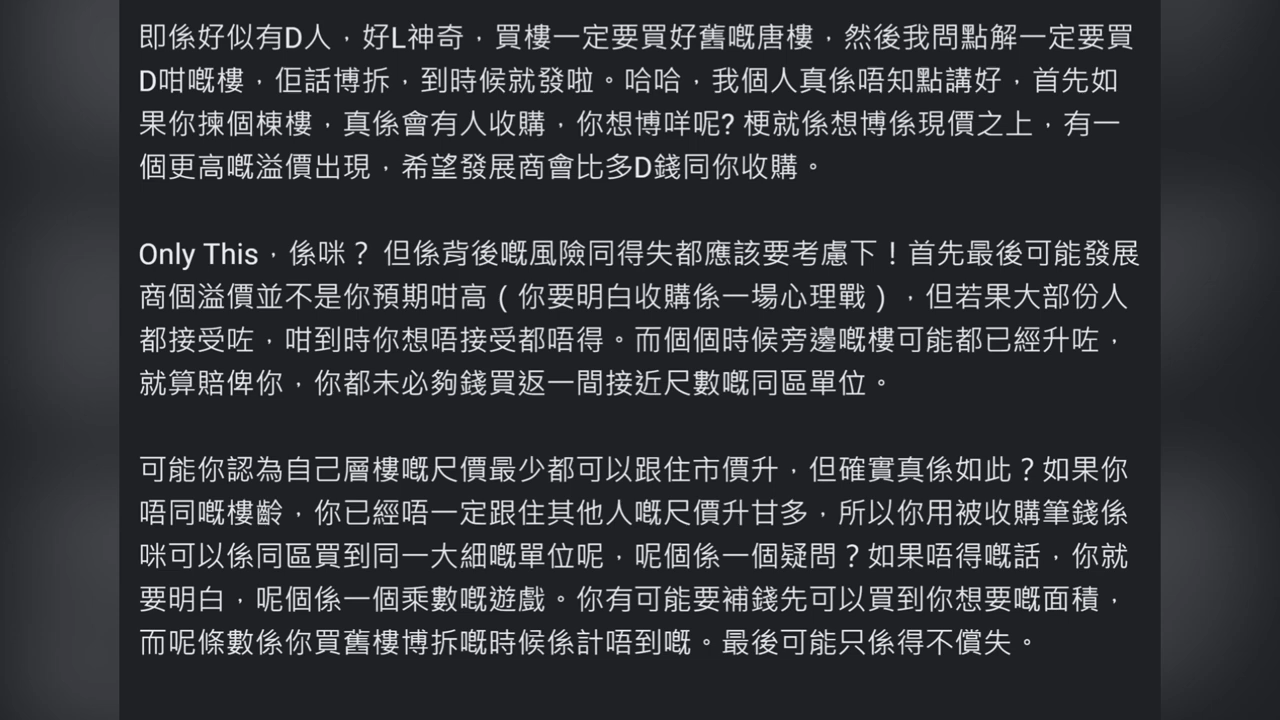 即係好似有D人，好L神奇，買樓一定要買好舊嘅唐樓，然後我問點解一定要買
D咁嘅樓，佢話博拆，到時候就發啦。哈哈，我個人真係唔知點講好，首先如
果你揀個棟樓，真係會有人收購，你想博咩呢? 梗就係想博係現價之上，有一
個更高嘅溢價出現，希望發展商會比多D錢同你收購。
Only This，係咪？ 但係背後嘅風險同得失都應該要考慮下！首先最後可能發展
商個溢價並不是你預期咁高（你要明白收購係一場心理戰），但若果大部份人
都接受咗，咁到時你想唔接受都唔得。而個個時候旁邊嘅樓可能都已經升咗，
就算賠俾你，你都未必夠錢買返一間接近尺數嘅同區單位。
可能你認為自己層樓嘅尺價最少都可以跟住市價升，但確實真係如此？如果你
唔同嘅樓齡，你已經唔一定跟住其他人嘅尺價升甘多，所以你用被收購筆錢係
咪可以係同區買到同一大細嘅單位呢，呢個係一個疑問？如果唔得嘅話，你就
要明白，呢個係一個乘數嘅遊戲。你有可能要補錢先可以買到你想要嘅面積，
而呢條數係你買舊樓博拆嘅時候係計唔到嘅。最後可能只係得不償失。